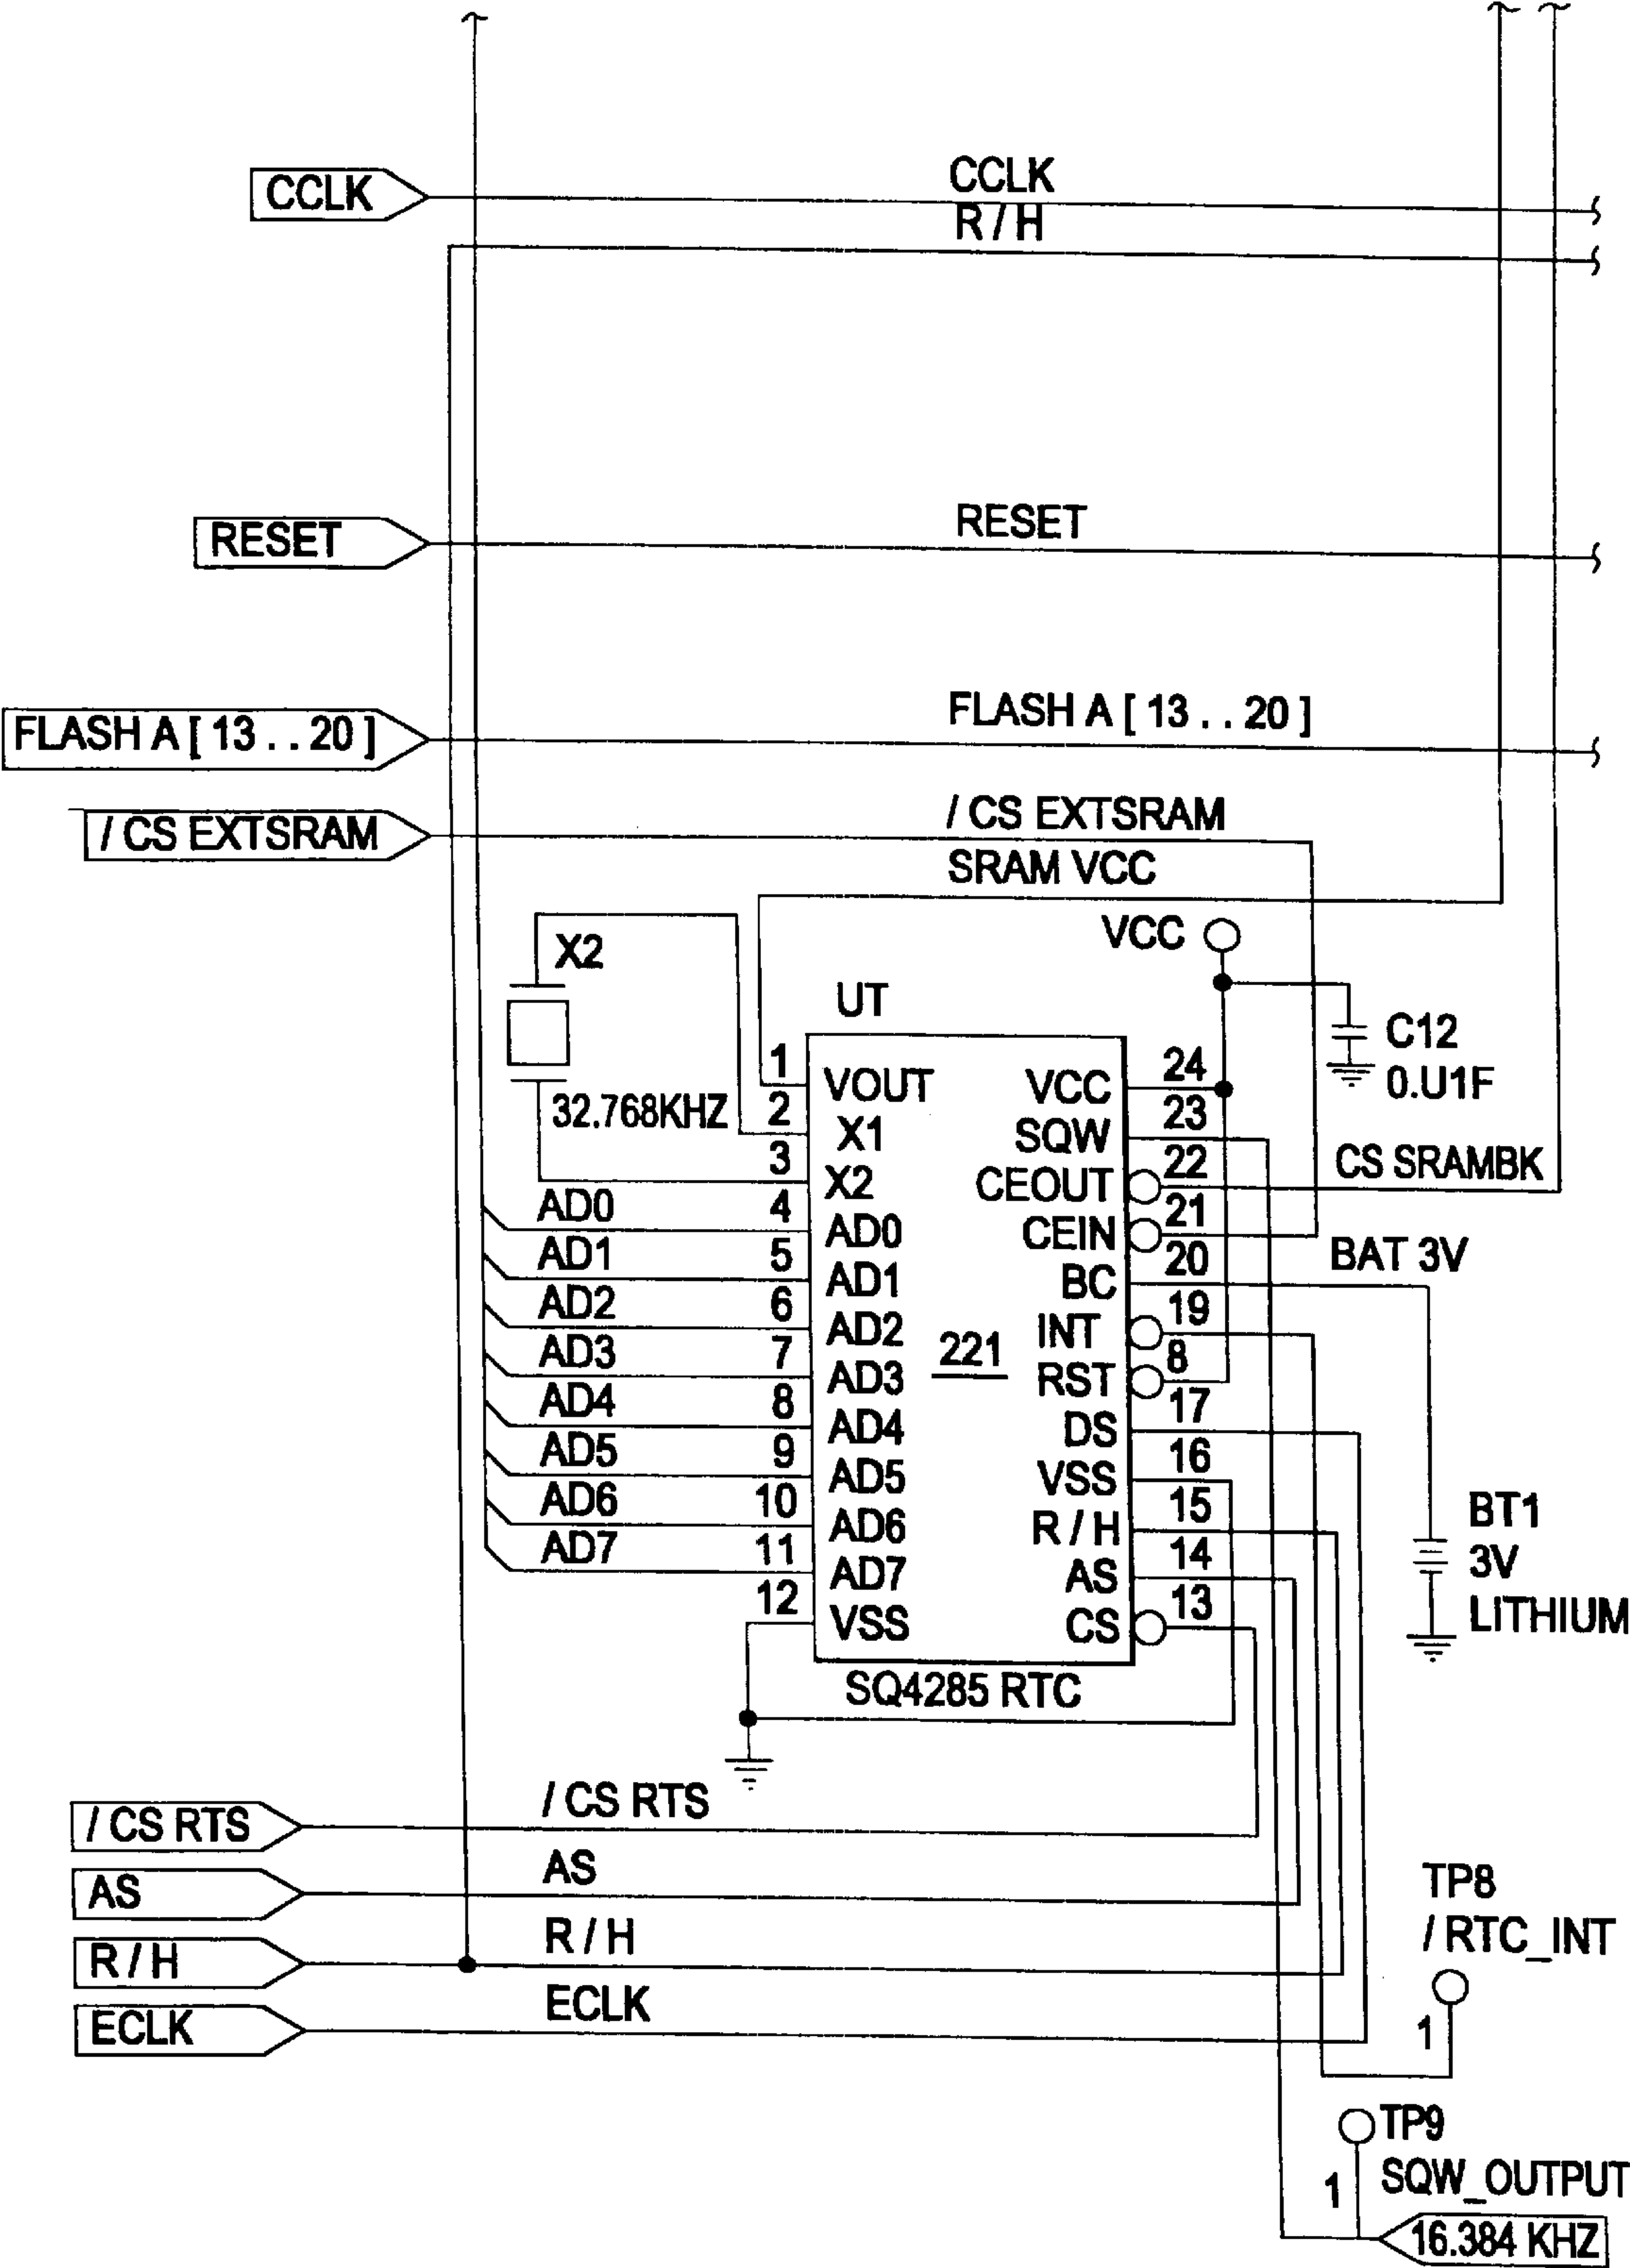 CCLK
CCLK
R / H
RESET
RESET
FLASH A [ 13 . . 20 ]
FLASH A [ 13 . . 20 ]
/ CS EXTSRAM
/ CS EXTSRAM
SRAM VCC
VCC
X2
32.768KHZ
UT
C12
0.U1F
1 VOUT
2 X1
3 X2
AD0 4 AD0
AD1 5 AD1
AD2 6 AD2
AD3 7 AD3
AD4 8 AD4
AD5 9 AD5
AD6 10 AD6
AD7 11 AD7
12 VSS
221
VCC 24
SQW 23
CEOUT 22 CS SRAMBK
CEIN 21
BC 20 BAT 3V
INT 19
RST 8
DS 17
VSS 16
R / H 15
AS 14
CS 13
SQ4285 RTC
BT1
3V
LITHIUM
/ CS RTS
/ CS RTS
AS
AS
R / H
R / H
ECLK
ECLK
TP8
/ RTC_INT
1
TP9
SQW_OUTPUT
1
16.384 KHZ